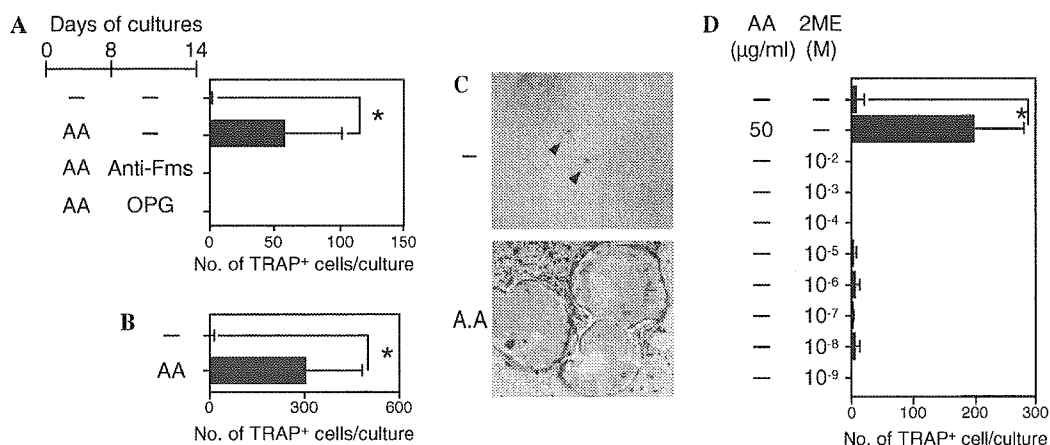 A
Days of cultures
0 8 14
— —
AA —
AA Anti-Fms
AA OPG
*
0 50 100 150
No. of TRAP+ cells/culture
B
—
AA
*
0 300 600
No. of TRAP+ cells/culture
C
—
A.A
D
AA 2ME
(μg/ml) (M)
— —
50 —
— 10-2
— 10-3
— 10-4
— 10-5
— 10-6
— 10-7
— 10-8
— 10-9
*
0 100 200 300
No. of TRAP+ cell/culture